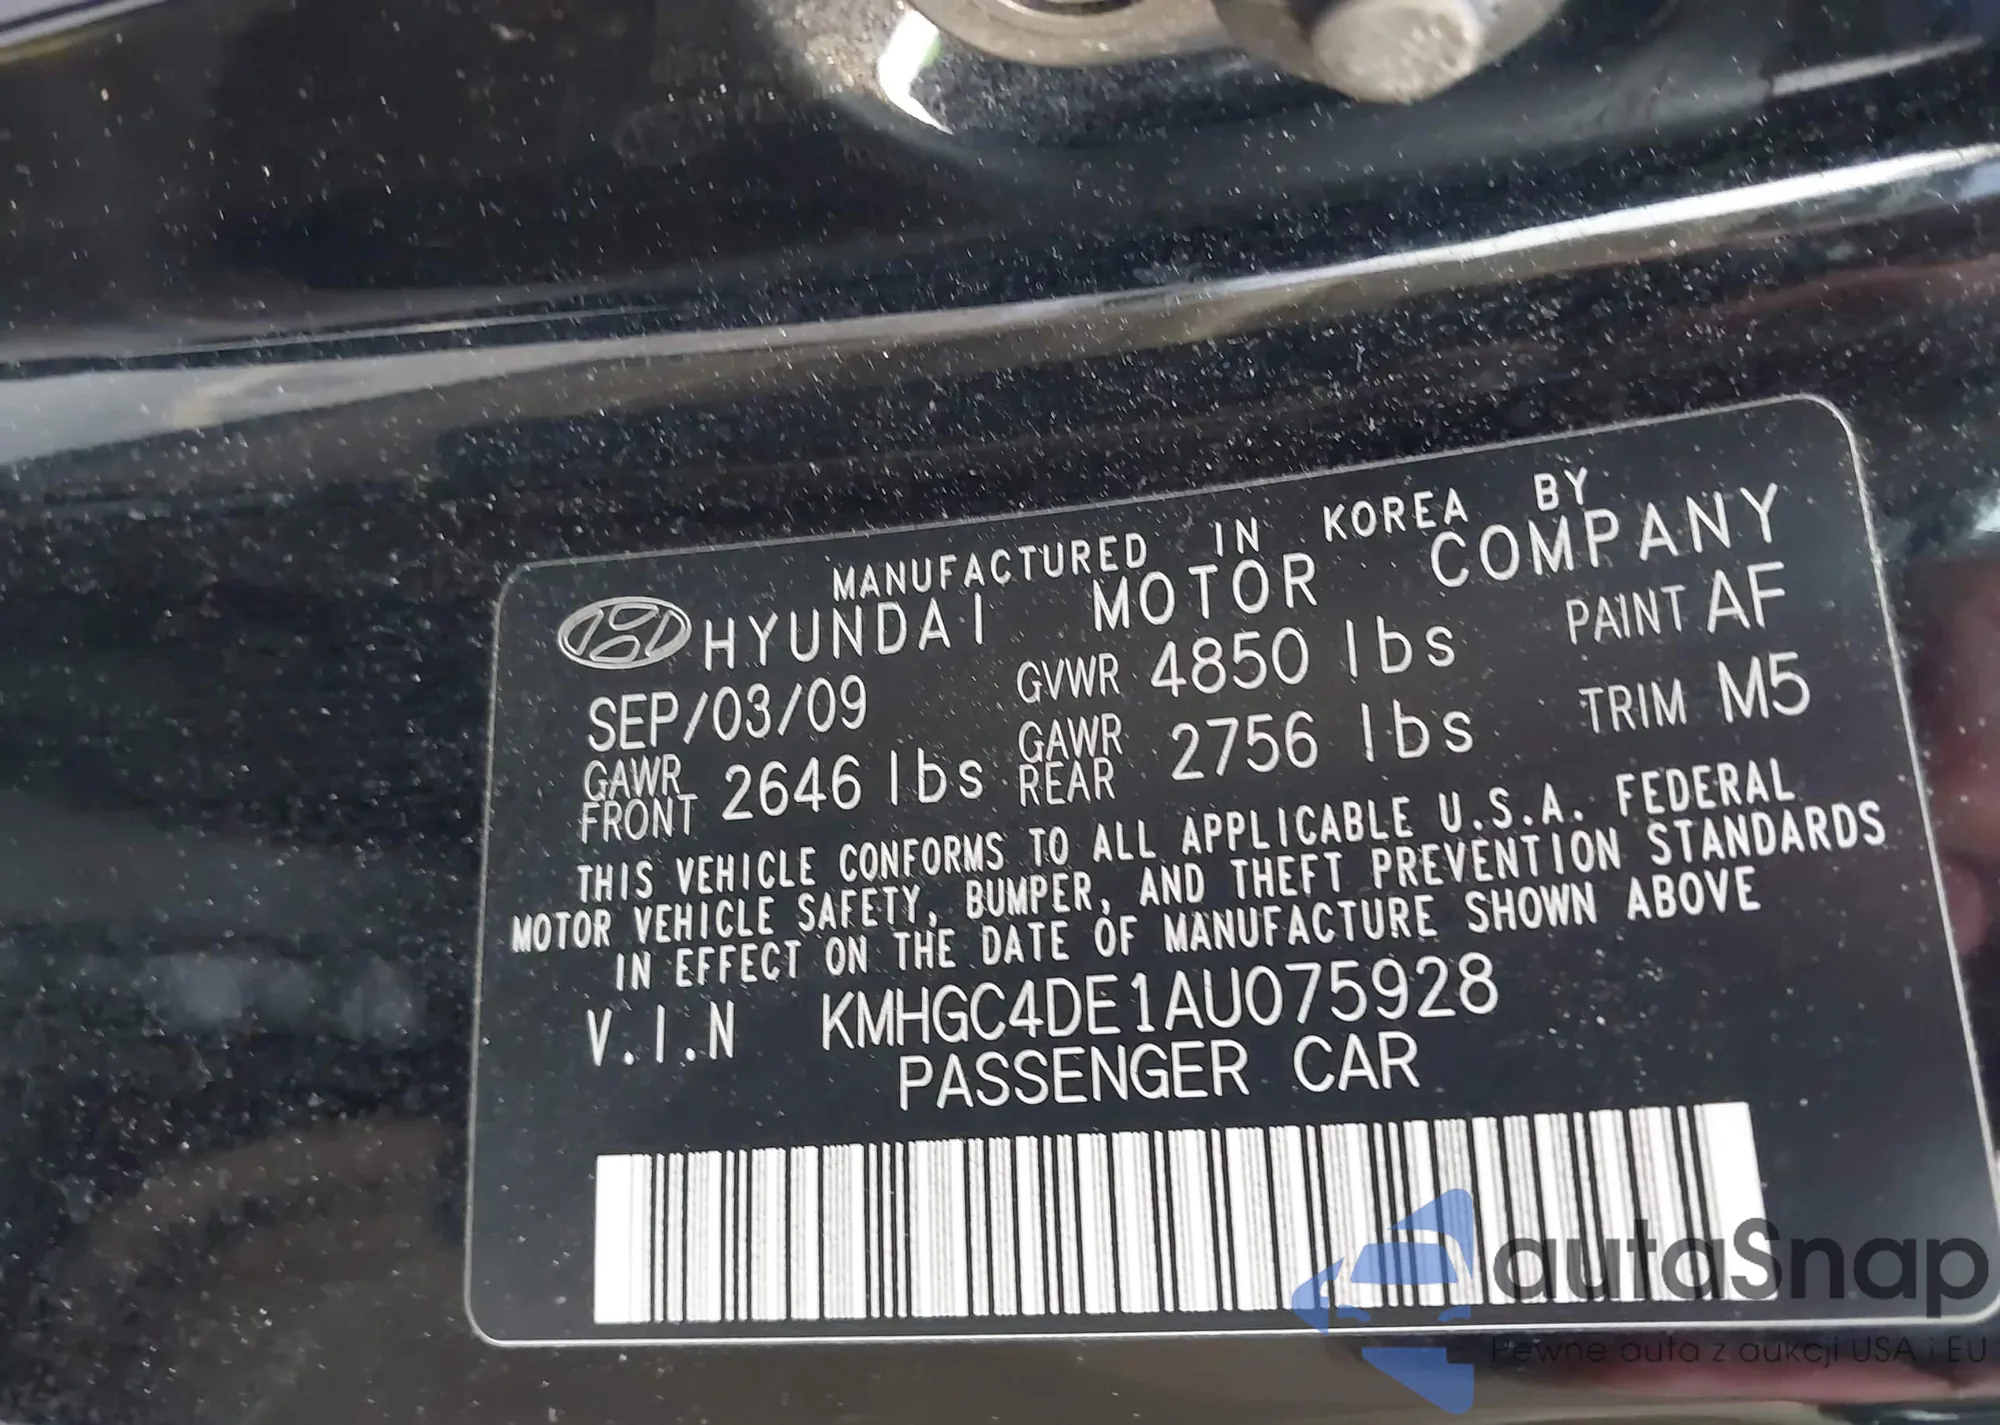 MANUFACTURED IN KOREA BY
HYUNDAI MOTOR COMPANY
SEP/03/09 GVWR 4850 lbs PAINT AF
GAWR FRONT 2646 lbs GAWR REAR 2756 lbs TRIM M5
THIS VEHICLE CONFORMS TO ALL APPLICABLE U.S.A. FEDERAL
MOTOR VEHICLE SAFETY, BUMPER, AND THEFT PREVENTION STANDARDS
IN EFFECT ON THE DATE OF MANUFACTURE SHOWN ABOVE
V.I.N KMHGC4DE1AU075928
PASSENGER CAR
autaSnap
Pewne auta z aukcji USA i EU